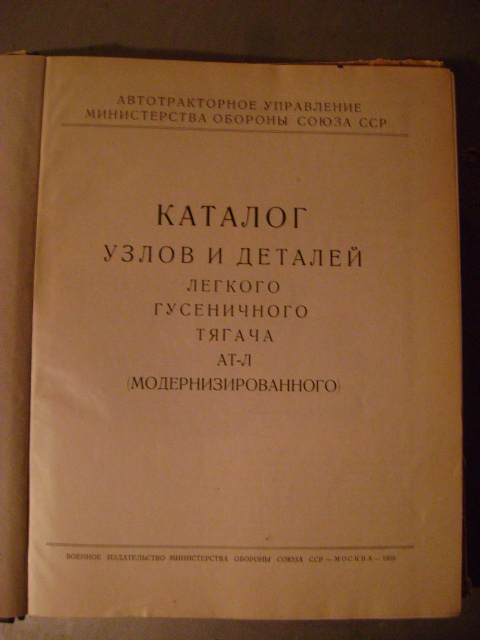 АВТОТРАКТОРНОЕ УПРАВЛЕНИЕ
МИНИСТЕРСТВА ОБОРОНЫ СОЮЗА ССР
КАТАЛОГ
УЗЛОВ И ДЕТАЛЕЙ
ЛЕГКОГО
ГУСЕНИЧНОГО
ТЯГАЧА
АТ-Л
(МОДЕРНИЗИРОВАННОГО)
ВОЕННОЕ ИЗДАТЕЛЬСТВО МИНИСТЕРСТВА ОБОРОНЫ СОЮЗА ССР — МОСКВА —